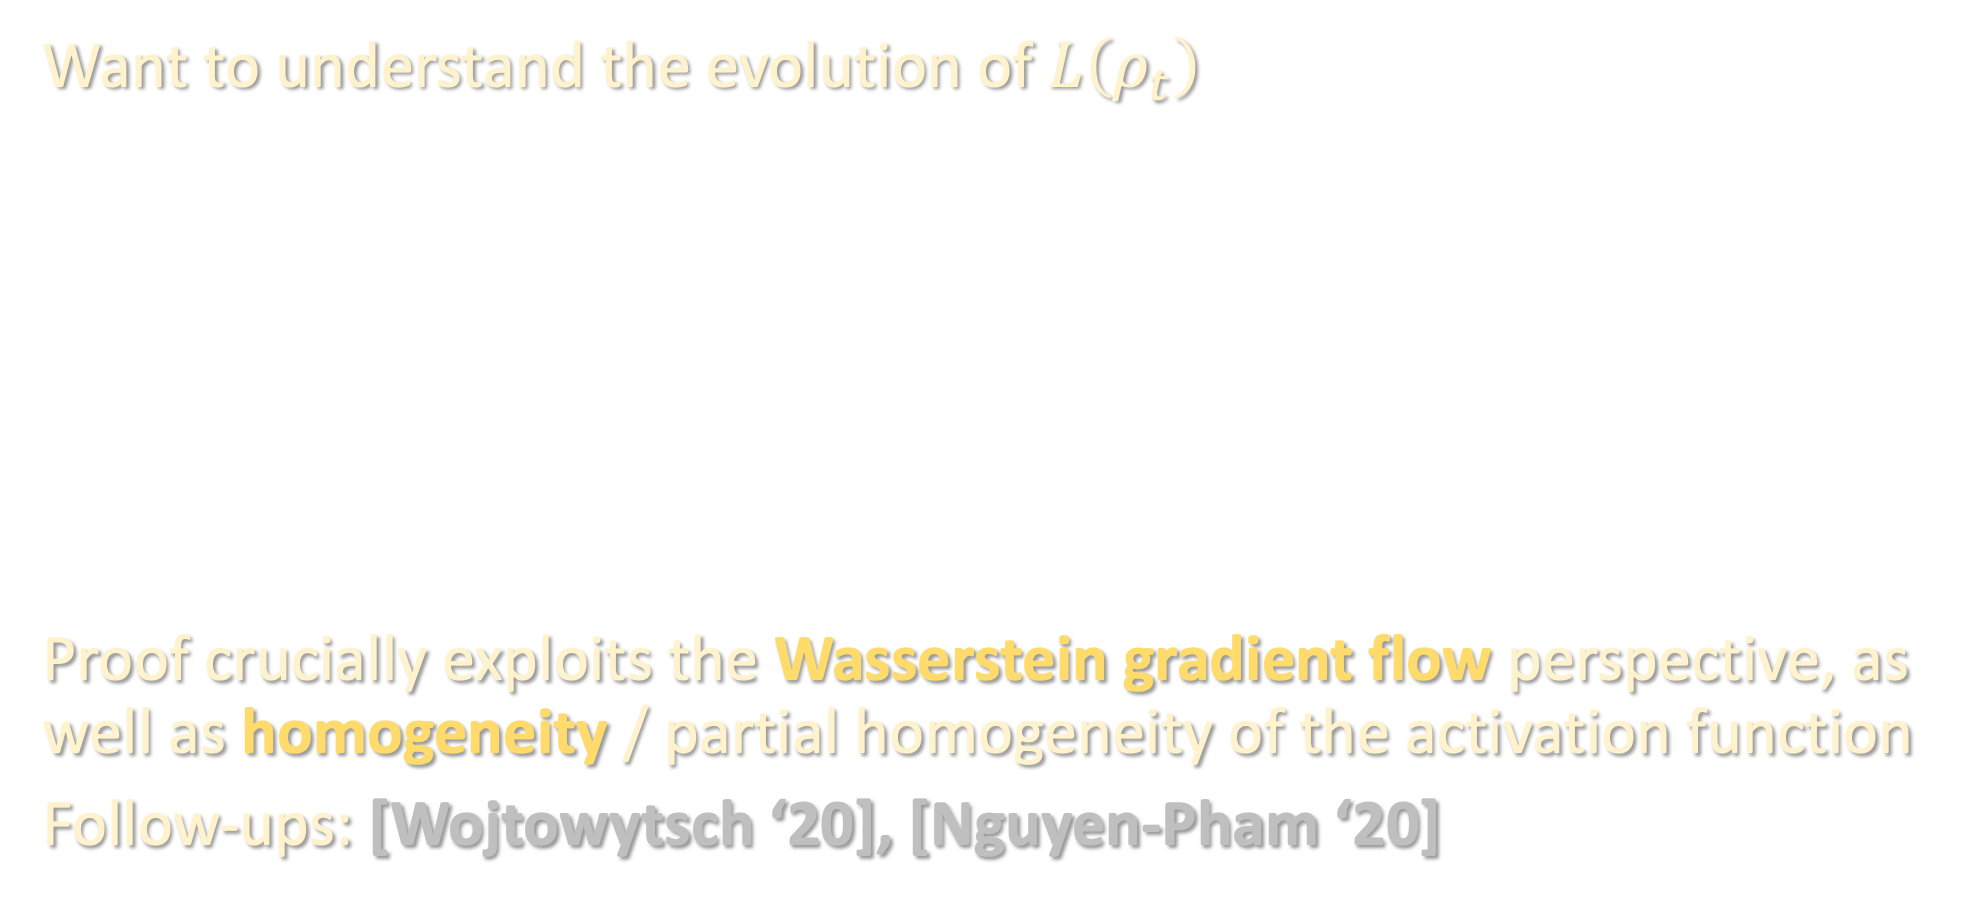 Want to understand the evolution of 𝐿(𝜌𝑡)
Proof crucially exploits the Wasserstein gradient flow perspective, as
well as homogeneity / partial homogeneity of the activation function
Follow-ups: [Wojtowytsch ‘20], [Nguyen-Pham ‘20]